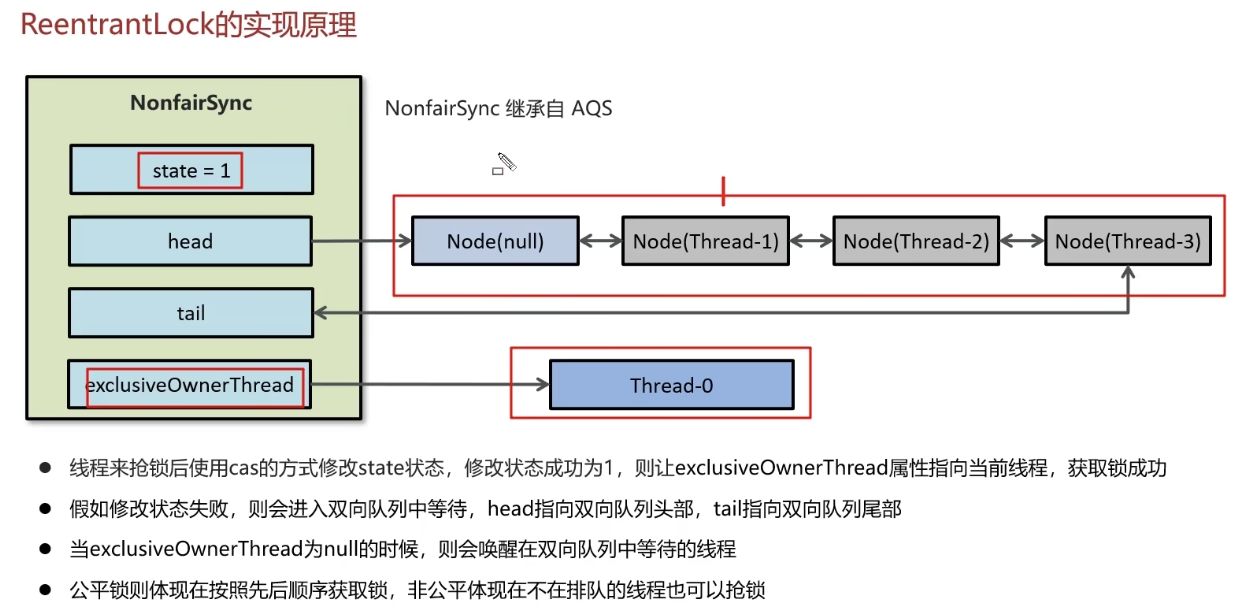 ReentrantLock的实现原理
NonfairSync
NonfairSync 继承自 AQS
state = 1
head
Node(null)
Node(Thread-1)
Node(Thread-2)
Node(Thread-3)
tail
exclusiveOwnerThread
Thread-0
● 线程来抢锁后使用cas的方式修改state状态，修改状态成功为1，则让exclusiveOwnerThread属性指向当前线程，获取锁成功
● 假如修改状态失败，则会进入双向队列中等待，head指向双向队列头部，tail指向双向队列尾部
● 当exclusiveOwnerThread为null的时候，则会唤醒在双向队列中等待的线程
● 公平锁则体现在按照先后顺序获取锁，非公平体现在不在排队的线程也可以抢锁